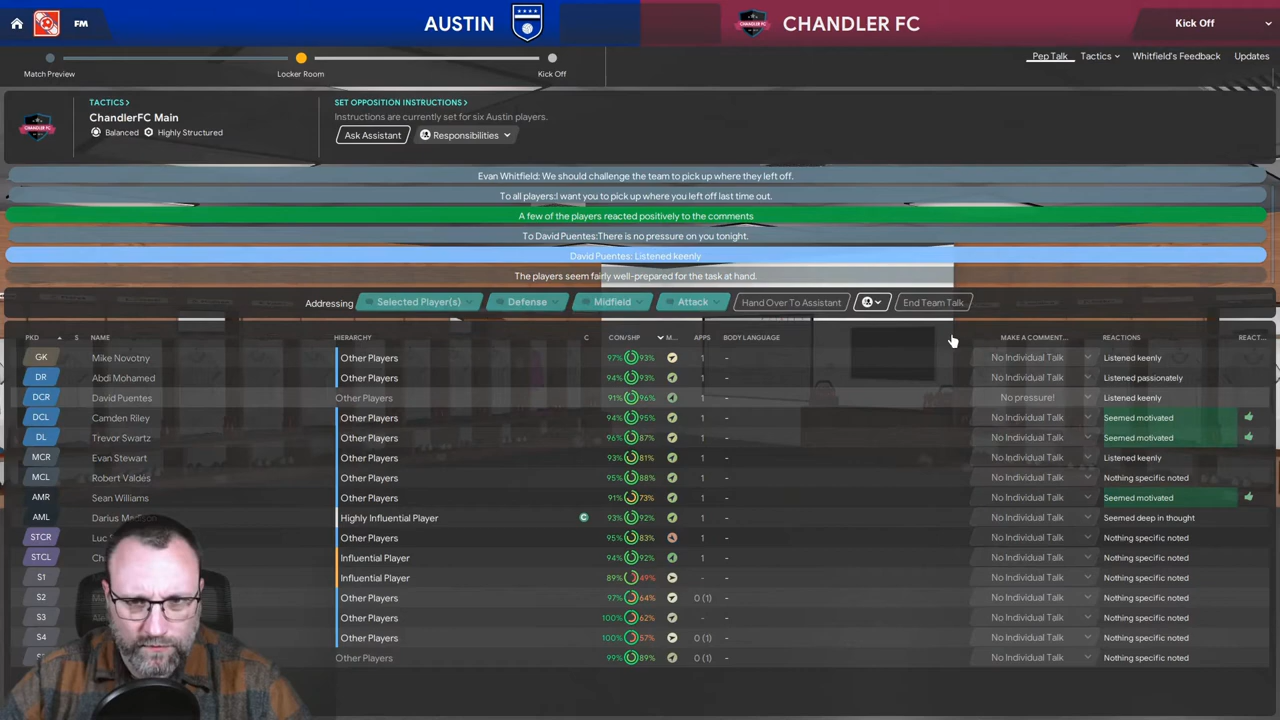 FM
AUSTIN
CHANDLER FC
Kick Off
Match Preview
Locker Room
Kick Off
Pep Talk
Tactics
Whitfield's Feedback
Updates
TACTICS
ChandlerFC Main
Balanced
Highly Structured
SET OPPOSITION INSTRUCTIONS
Instructions are currently set for six Austin players.
Ask Assistant
Responsibilities
Evan Whitfield: We should challenge the team to pick up where they left off.
To all players:I want you to pick up where you left off last time out.
A few of the players reacted positively to the comments
To David Puentes:There is no pressure on you tonight.
David Puentes: Listened keenly
The players seem fairly well-prepared for the task at hand.
Addressing Selected Player(s) Defense Midfield Attack Hand Over To Assistant End Team Talk
PKD S NAME HIERARCHY C CON/SHP M... APPS BODY LANGUAGE MAKE A COMMENT... REACTIONS REACT...
GK Mike Novotny Other Players 97% 93% 1 - No Individual Talk Listened keenly
DR Abdi Mohamed Other Players 94% 93% 1 - No Individual Talk Listened passionately
DCR David Puentes Other Players 91% 96% 1 - No pressure! Listened keenly
DCL Camden Riley Other Players 94% 95% 1 - No Individual Talk Seemed motivated
DL Trevor Swartz Other Players 96% 87% 1 - No Individual Talk Seemed motivated
MCR Evan Stewart Other Players 93% 81% 1 - No Individual Talk Listened keenly
MCL Robert Valdés Other Players 95% 88% 1 - No Individual Talk Nothing specific noted
AMR Sean Williams Other Players 91% 73% 1 - No Individual Talk Seemed motivated
AML Darius Highly Influential Player C 93% 92% 1 - No Individual Talk Seemed deep in thought
STCR Luc Other Players 95% 83% 1 - No Individual Talk Nothing specific noted
STCL Influential Player 94% 92% 1 - No Individual Talk Nothing specific noted
S1 Influential Player 89% 49% - - No Individual Talk Nothing specific noted
S2 Other Players 97% 64% 0 (1) - No Individual Talk Nothing specific noted
S3 Other Players 100% 62% - - No Individual Talk Nothing specific noted
S4 Other Players 100% 57% 0 (1) - No Individual Talk Nothing specific noted
Other Players 99% 89% 0 (1) - No Individual Talk Nothing specific noted